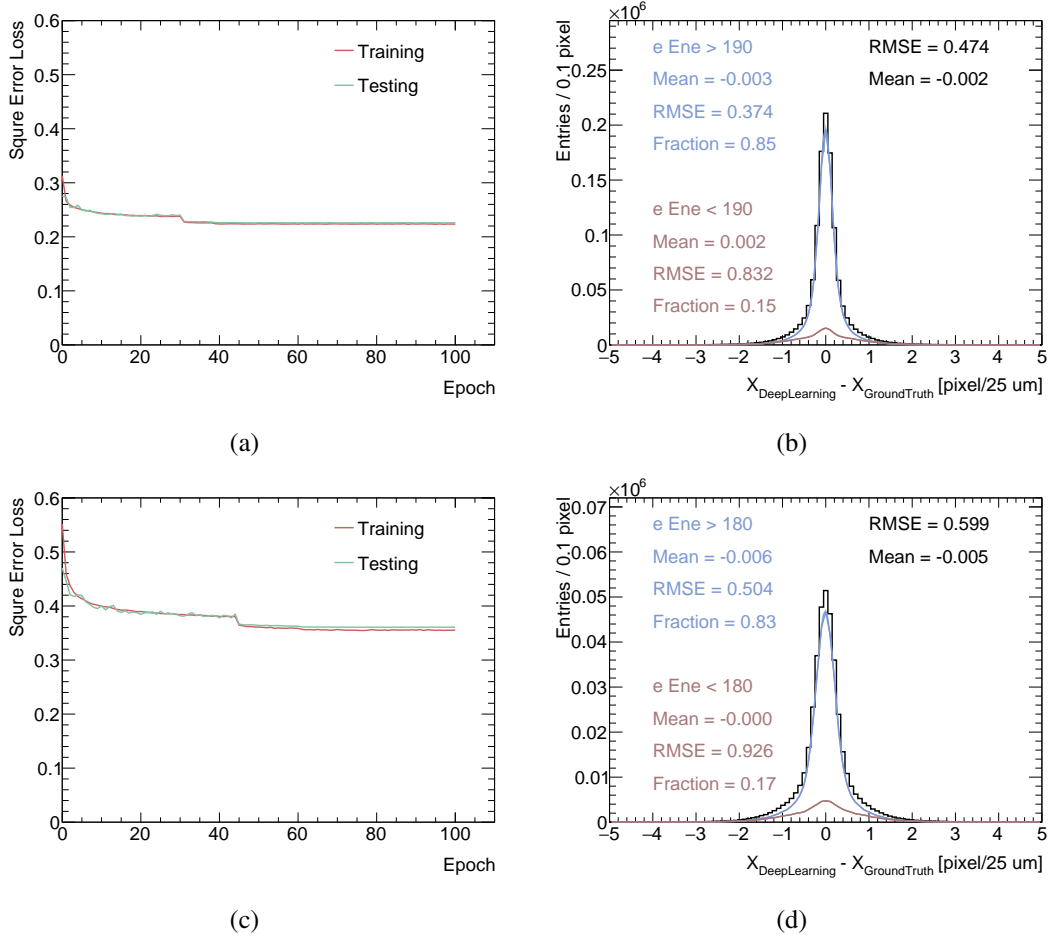 Squre Error Loss
0.6
0.5
0.4
0.3
0.2
0.1
0
0 20 40 60 80 100
Epoch
Training
Testing
(a)
×10⁶
Entries / 0.1 pixel
0.25
0.2
0.15
0.1
0.05
0
−5 −4 −3 −2 −1 0 1 2 3 4 5
X_DeepLearning - X_GroundTruth [pixel/25 um]
e Ene > 190
Mean = -0.003
RMSE = 0.374
Fraction = 0.85
e Ene < 190
Mean = 0.002
RMSE = 0.832
Fraction = 0.15
RMSE = 0.474
Mean = -0.002
(b)
Squre Error Loss
0.6
0.5
0.4
0.3
0.2
0.1
0
0 20 40 60 80 100
Epoch
Training
Testing
(c)
×10⁶
Entries / 0.1 pixel
0.07
0.06
0.05
0.04
0.03
0.02
0.01
0
−5 −4 −3 −2 −1 0 1 2 3 4 5
X_DeepLearning - X_GroundTruth [pixel/25 um]
e Ene > 180
Mean = -0.006
RMSE = 0.504
Fraction = 0.83
e Ene < 180
Mean = -0.000
RMSE = 0.926
Fraction = 0.17
RMSE = 0.599
Mean = -0.005
(d)